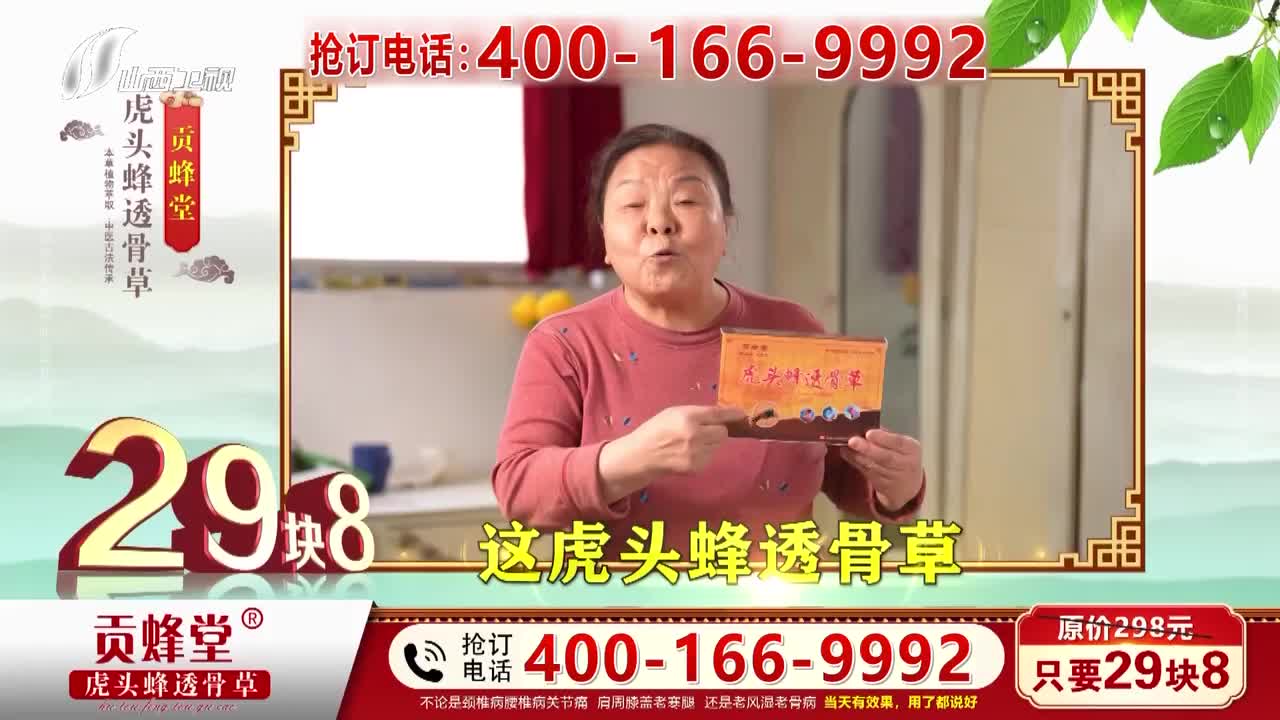 抢订电话：400-166-9992
山西卫视
虎头蜂透骨草
贡蜂堂
本草植物萃取 中医古法传承
虎头蜂透骨草
29块8
这虎头蜂透骨草
贡蜂堂®
虎头蜂透骨草
hu tou feng tou gu cao
抢订电话 400-166-9992
原价298元
只要29块8
不论是颈椎病腰椎病关节痛 肩周膝盖老寒腿 还是老风湿老骨病 当天有效果，用了都说好